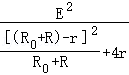 E²
[(R₀+R)-r]²
R₀+R
+4r